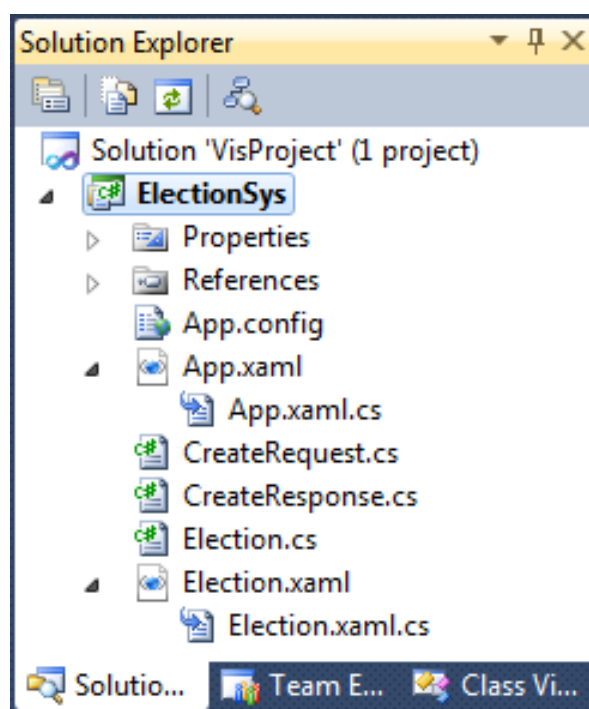 Solution Explorer
Solution 'VisProject' (1 project)
ElectionSys
Properties
References
App.config
App.xaml
App.xaml.cs
CreateRequest.cs
CreateResponse.cs
Election.cs
Election.xaml
Election.xaml.cs
Solutio... Team E... Class Vi...